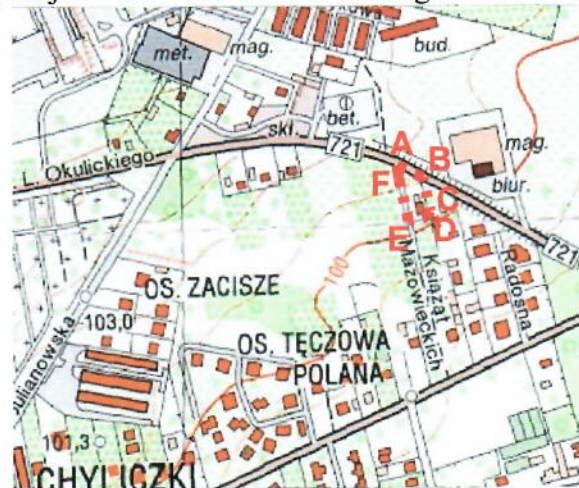 met.
mag.
bud.
skł.
bet.
721
mag.
biur.
L. Okulickiego
A
B
F
C
D
E
721
OS. ZACISZE
100
Książąt
Mazowieckich
Radosna
103,0
OS. TĘCZOWA
POLANA
Julianowska
101,3
CHYLICZKI